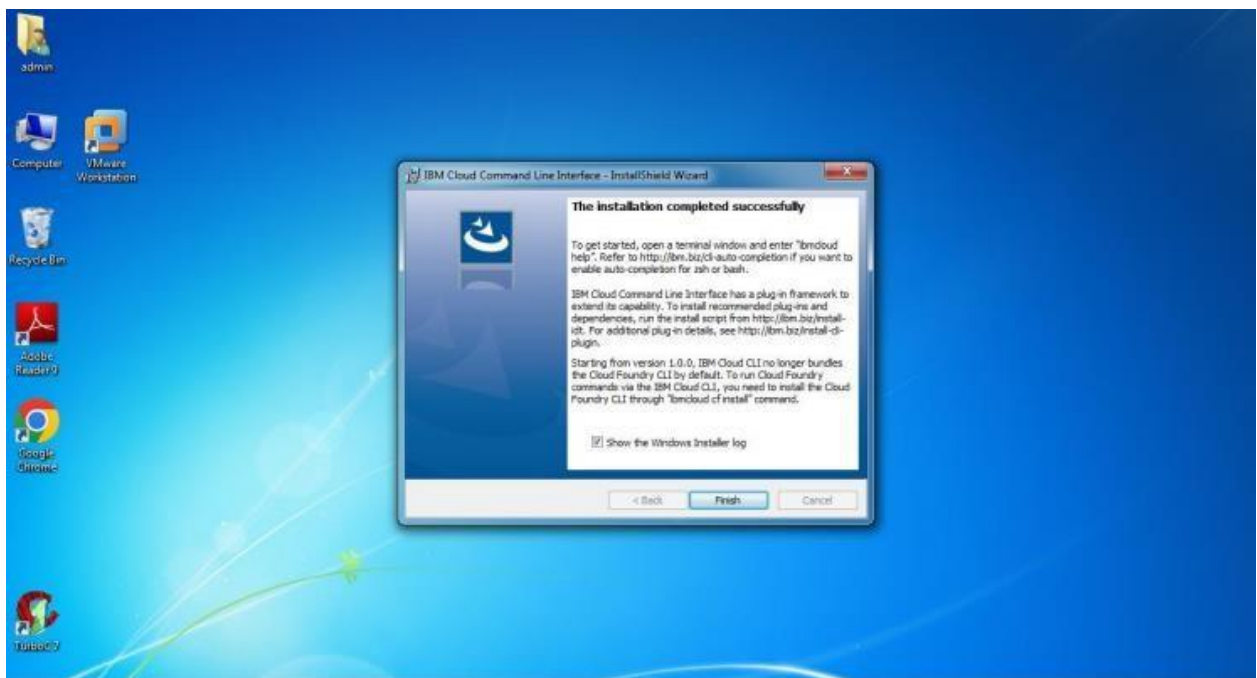 admin
Computer
VMware
Workstation
Recycle Bin
Adobe
Reader 9
Google
Chrome
TurboC 7
IBM Cloud Command Line Interface - InstallShield Wizard
The installation completed successfully
To get started, open a terminal window and enter "ibmcloud
help". Refer to http://ibm.biz/cli-auto-completion if you want to
enable auto-completion for zsh or bash.
IBM Cloud Command Line Interface has a plug-in framework to
extend its capability. To install recommended plug-ins and
dependencies, run the install script from http://ibm.biz/install-
idt. For additional plug-in details, see http://ibm.biz/install-cli-
plugin.
Starting from version 1.0.0, IBM Cloud CLI no longer bundles
the Cloud Foundry CLI by default. To run Cloud Foundry
commands via the IBM Cloud CLI, you need to install the Cloud
Foundry CLI through "ibmcloud cf install" command.
Show the Windows Installer log
< Back
Finish
Cancel